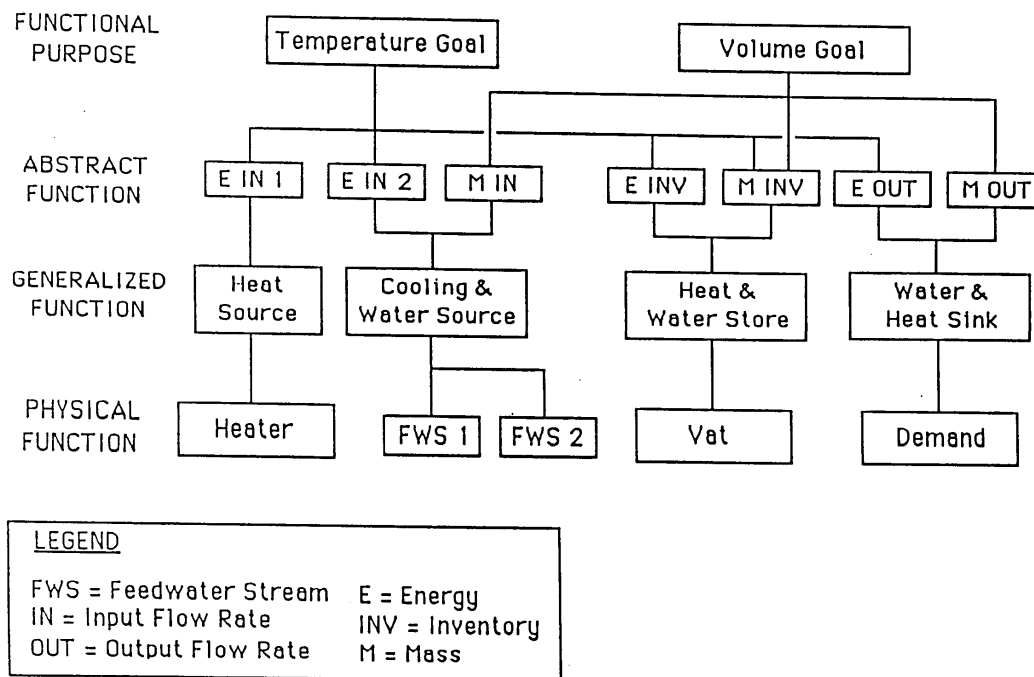 FUNCTIONAL
PURPOSE
Temperature Goal
Volume Goal
ABSTRACT
FUNCTION
E IN 1
E IN 2
M IN
E INV
M INV
E OUT
M OUT
GENERALIZED
FUNCTION
Heat
Source
Cooling &
Water Source
Heat &
Water Store
Water &
Heat Sink
PHYSICAL
FUNCTION
Heater
FWS 1
FWS 2
Vat
Demand
LEGEND
FWS = Feedwater Stream
IN = Input Flow Rate
OUT = Output Flow Rate
E = Energy
INV = Inventory
M = Mass